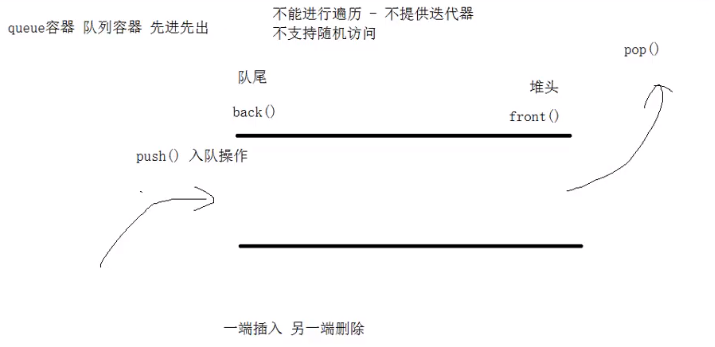 queue容器 队列容器 先进先出
不能进行遍历 - 不提供迭代器
不支持随机访问
pop()
队尾
堆头
back()
front()
push() 入队操作
一端插入 另一端删除